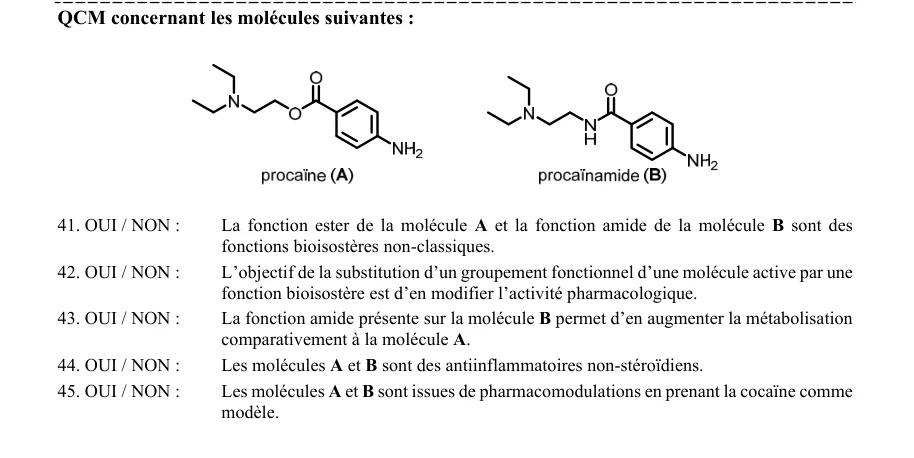 QCM concernant les molécules suivantes :
O
N
O
NH2
procaïne (A)
O
N
N
H
NH2
procaïnamide (B)
41. OUI / NON : La fonction ester de la molécule A et la fonction amide de la molécule B sont des
fonctions bioisostères non-classiques.
42. OUI / NON : L'objectif de la substitution d'un groupement fonctionnel d'une molécule active par une
fonction bioisostère est d'en modifier l'activité pharmacologique.
43. OUI / NON : La fonction amide présente sur la molécule B permet d'en augmenter la métabolisation
comparativement à la molécule A.
44. OUI / NON : Les molécules A et B sont des antiinflammatoires non-stéroïdiens.
45. OUI / NON : Les molécules A et B sont issues de pharmacomodulations en prenant la cocaïne comme
modèle.